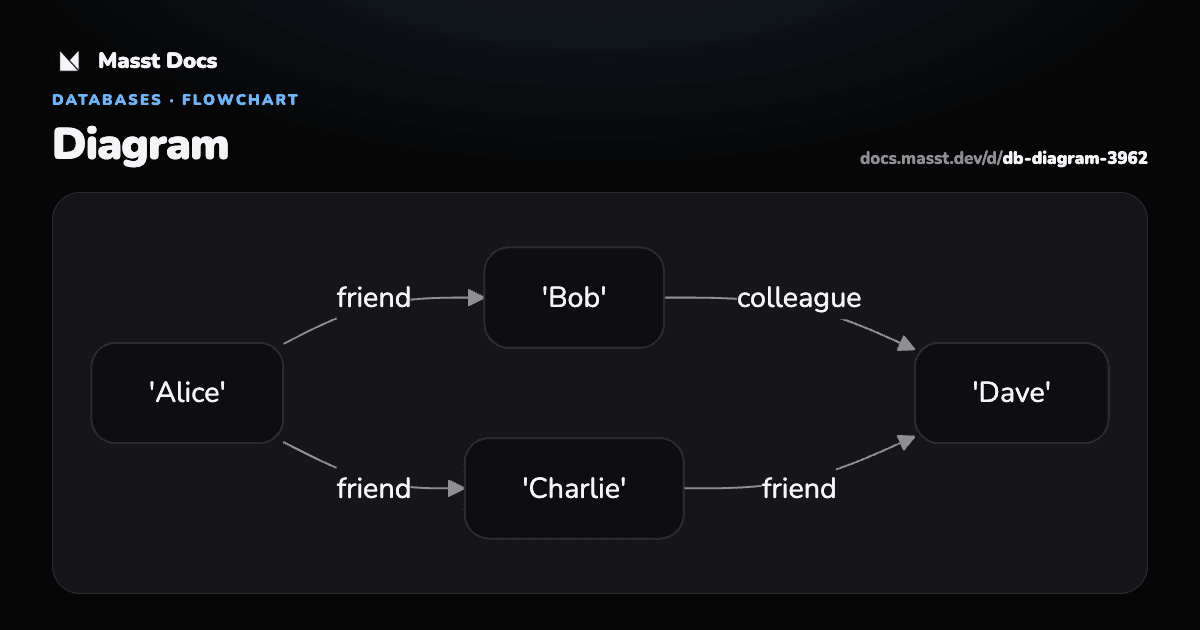 Masst Docs
DATABASES · FLOWCHART
Diagram
docs.masst.dev/d/db-diagram-3962
friend
'Bob'
colleague
'Alice'
'Dave'
friend
'Charlie'
friend